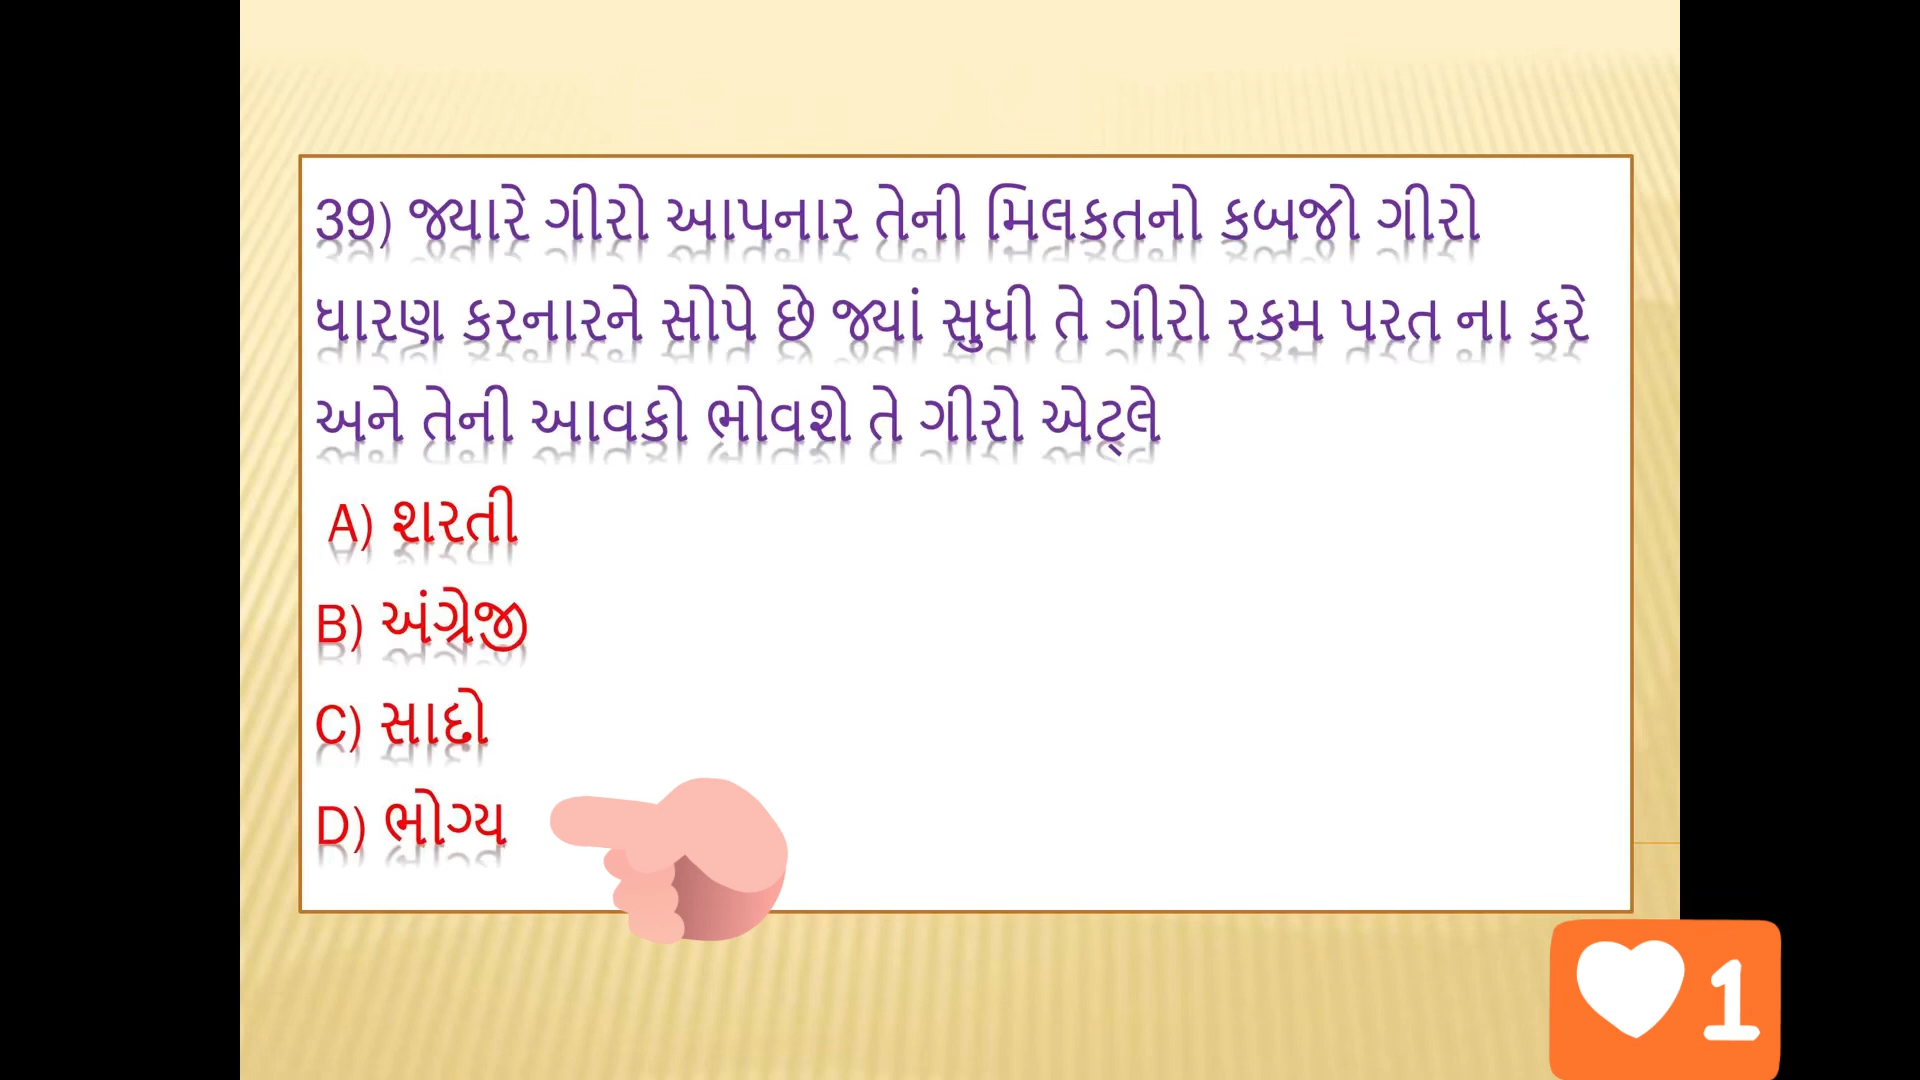 39) જ્યારે ગીરો આપનાર તેની મિલકતનો કબજો ગીરો
ધારણ કરનારને સોપે છે જ્યાં સુધી તે ગીરો રકમ પરત ના કરે
અને તેની આવકો ભોવશે તે ગીરો એટ્લે
A) શરતી
B) અંગ્રેજી
C) સાદ્દો
D) ભોગ્ય
1